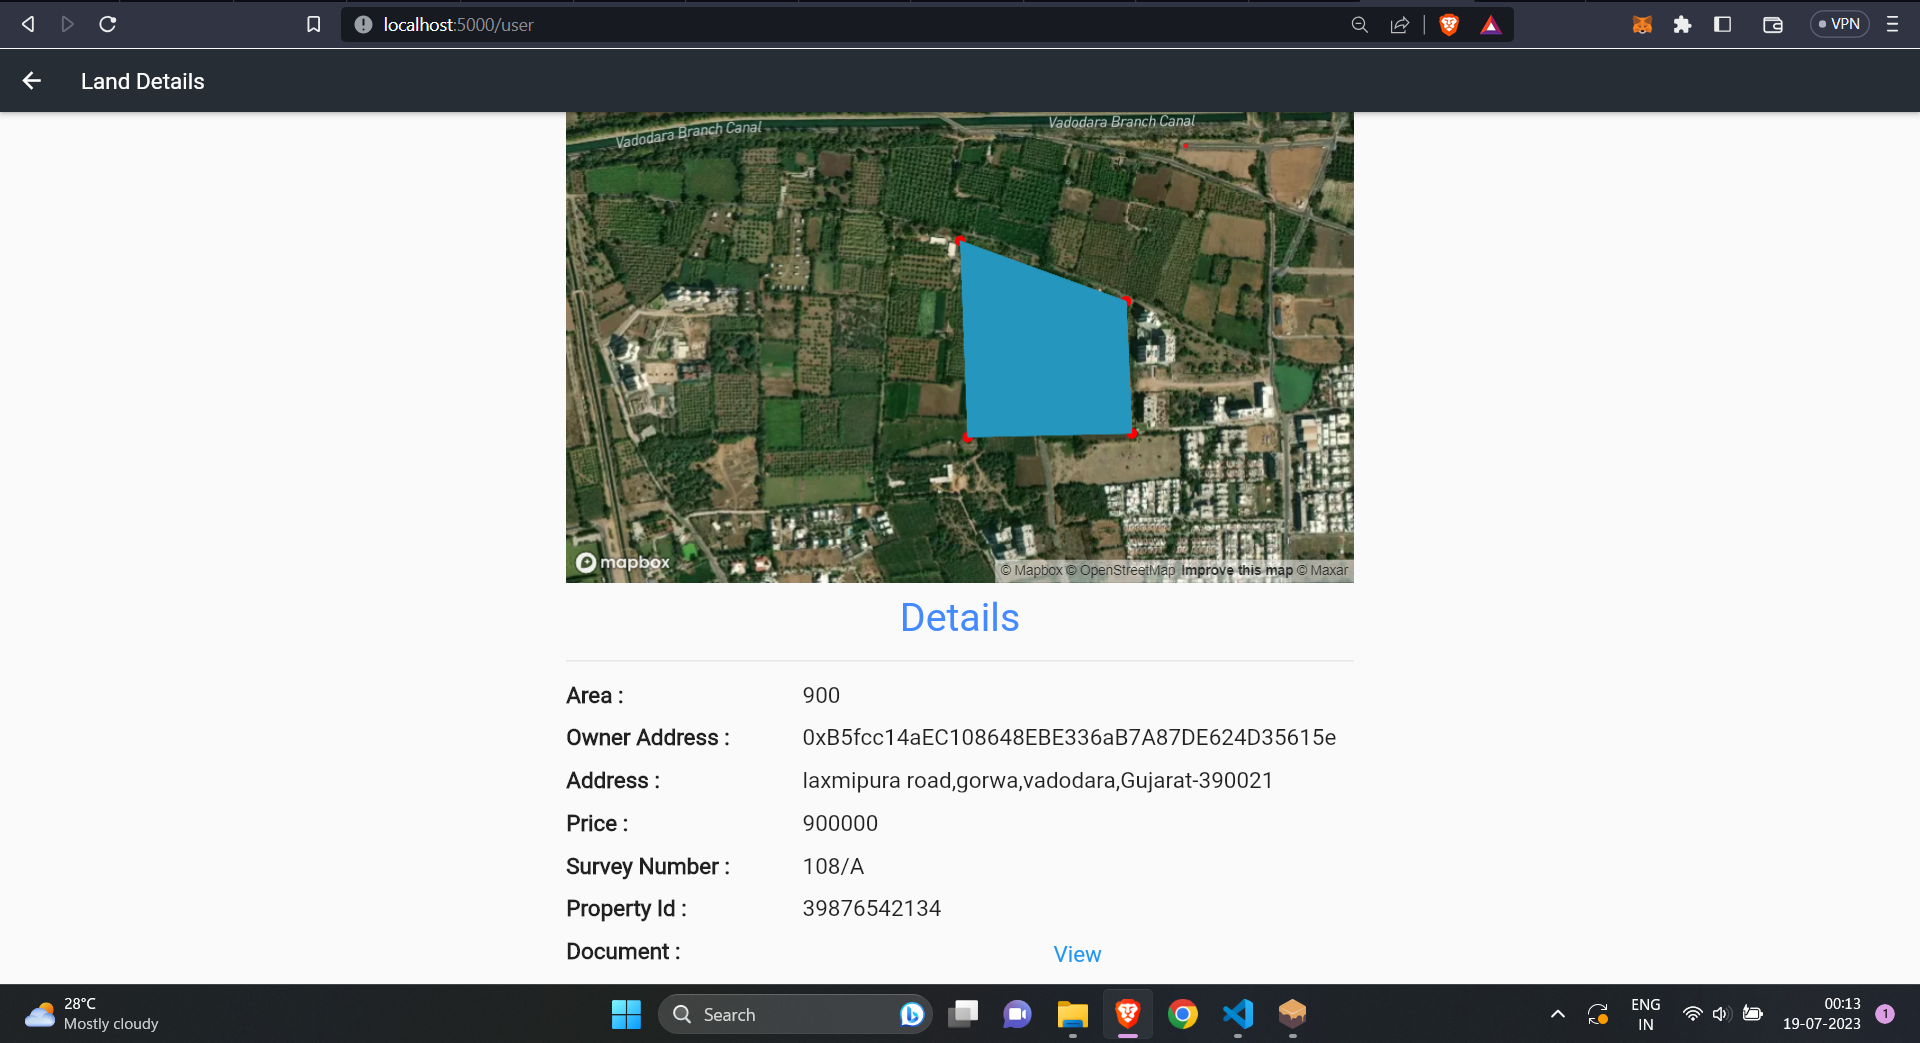 localhost:5000/user
VPN
Land Details
Vadodara Branch Canal
Vadodara Branch Canal
mapbox
© Mapbox © OpenStreetMap Improve this map © Maxar
Details
Area : 900
Owner Address : 0xB5fcc14aEC108648EBE336aB7A87DE624D35615e
Address : laxmipura road,gorwa,vadodara,Gujarat-390021
Price : 900000
Survey Number : 108/A
Property Id : 39876542134
Document : View
28°C
Mostly cloudy
Search
ENG
IN
00:13
19-07-2023
1